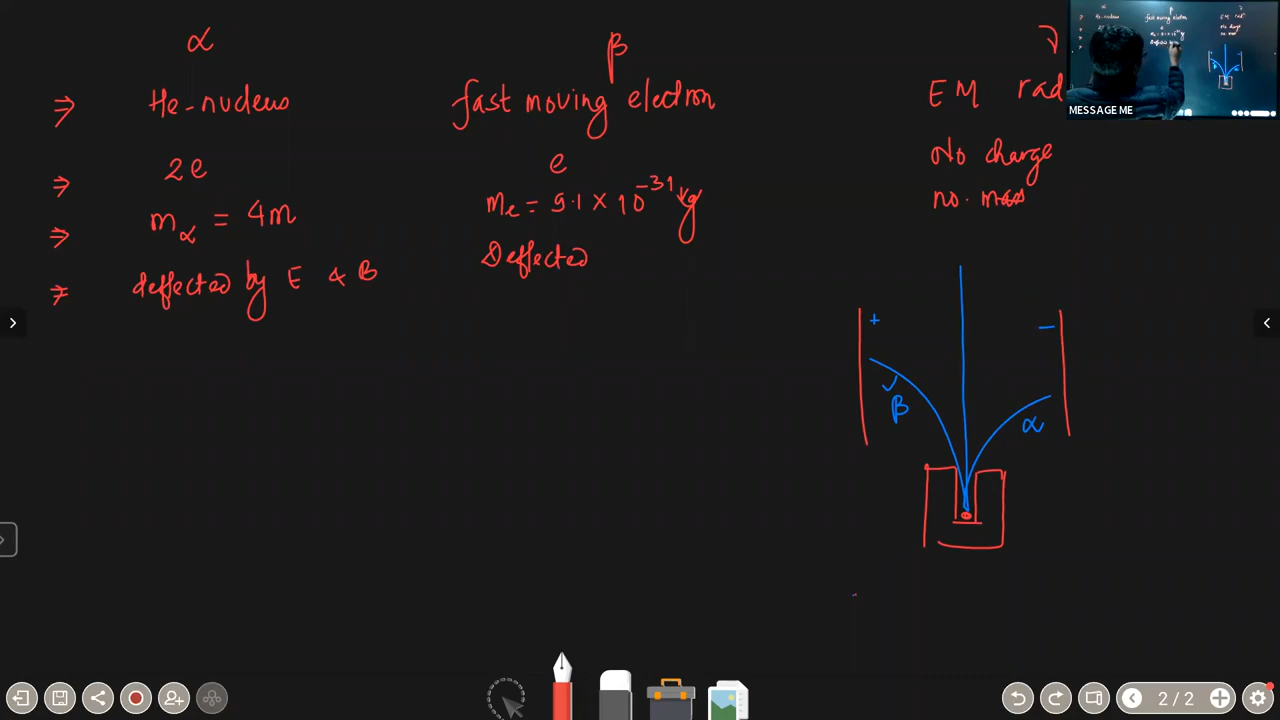 α β γ
⇒ He-nucleus fast moving electron EM rad
⇒ 2e e No charge
⇒ mα = 4m me = 9.1 × 10⁻³¹ kg no. mass
⇒ deflected by E & B Deflected
+ −
β α
MESSAGE ME
2/2